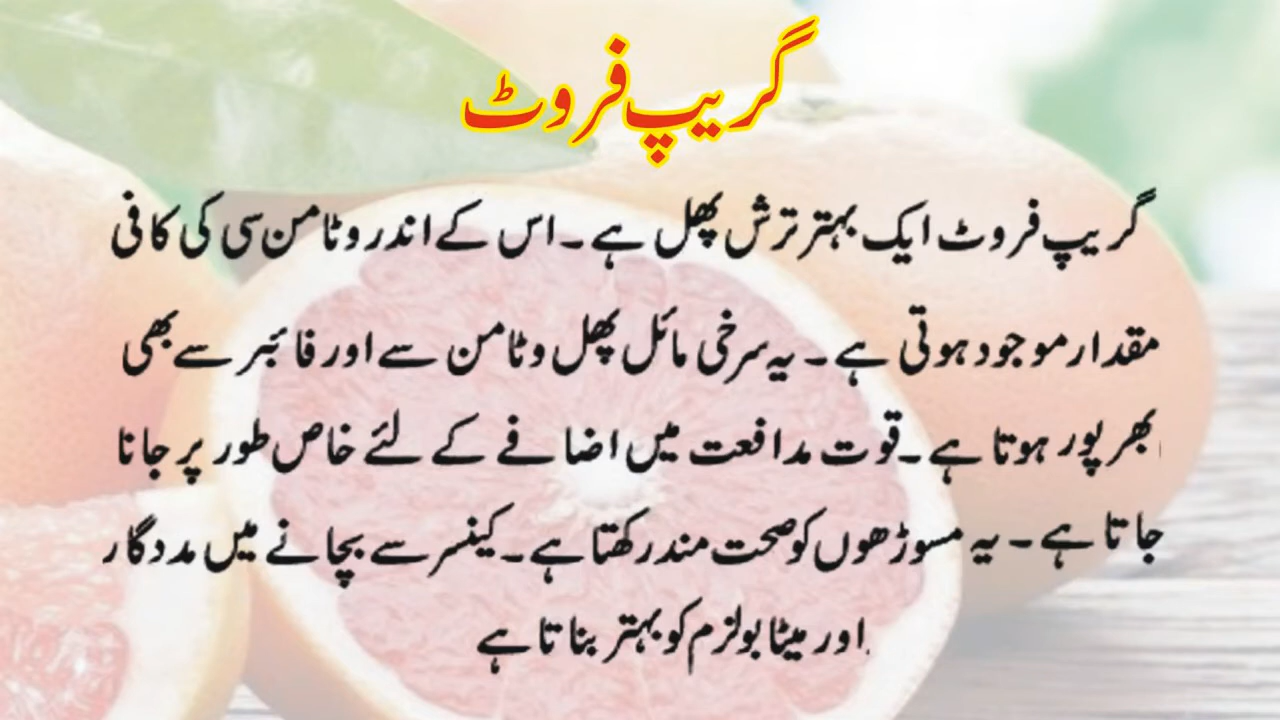 گریپ فروٹ
گریپ فروٹ ایک بہتر ترش پھل ہے۔ اس کے اندر وٹامن سی کی کافی
مقدار موجود ہوتی ہے۔ یہ سرخی مائل پھل وٹامن سے اور فائبر سے بھی
بھرپور ہوتا ہے۔ قوت مدافعت میں اضافے کے لئے خاص طور پر جانا
جاتا ہے۔ یہ مسوڑھوں کو صحت مند رکھتا ہے۔ کینسر سے بچانے میں مددگار
اور میٹابولزم کو بہتر بناتا ہے